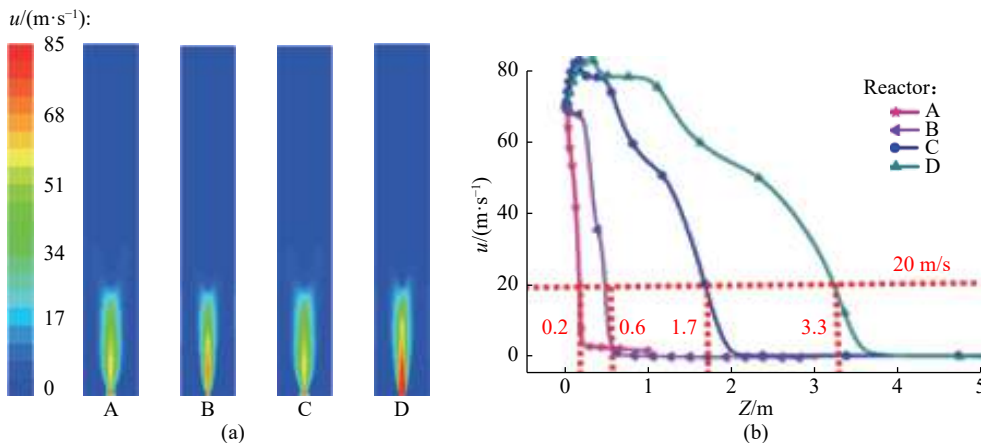 u/(m·s⁻¹):
85
68
51
34
17
0
A
B
C
D
(a)
80
60
40
20
0
u/(m·s⁻¹)
Reactor:
A
B
C
D
20 m/s
0.2
0.6
1.7
3.3
0
1
2
3
4
5
Z/m
(b)